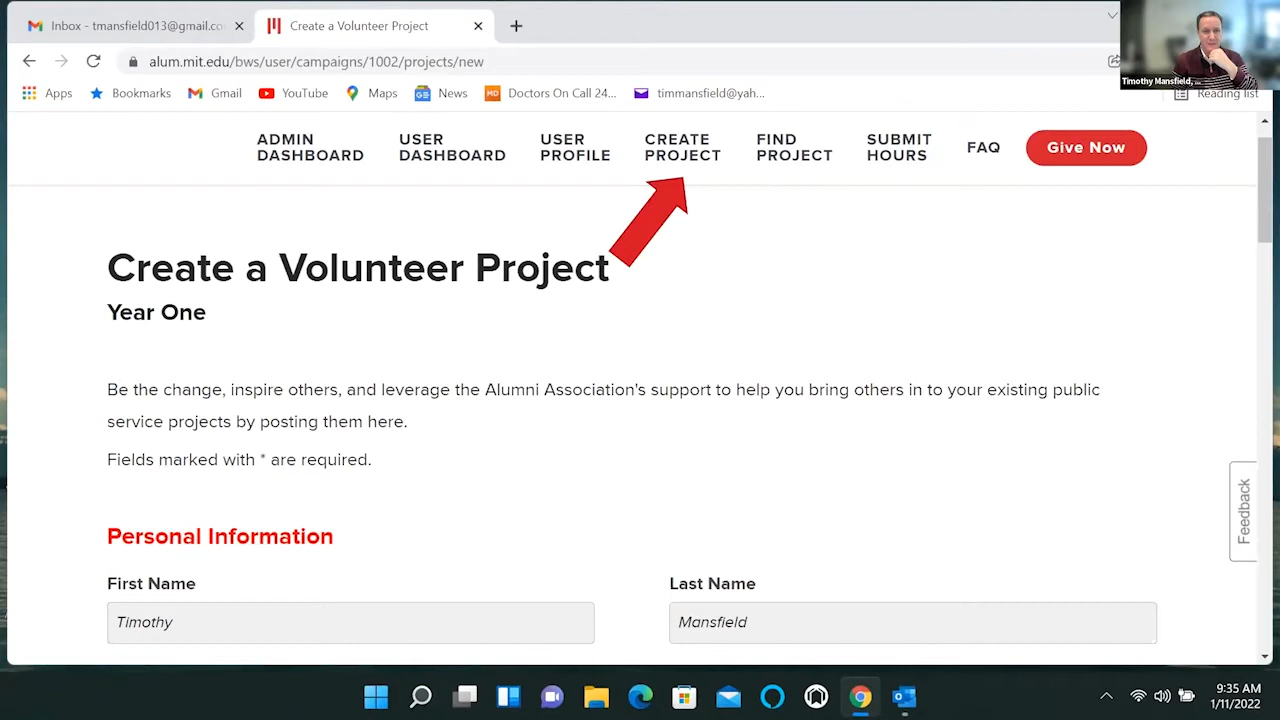 Inbox - tmansfield013@gmail.co
Create a Volunteer Project
alum.mit.edu/bws/user/campaigns/1002/projects/new
Timothy Mansfield,
Apps
Bookmarks
Gmail
YouTube
Maps
News
Doctors On Call 24...
timmansfield@yah...
Reading list
ADMIN
DASHBOARD
USER
DASHBOARD
USER
PROFILE
CREATE
PROJECT
FIND
PROJECT
SUBMIT
HOURS
FAQ
Give Now
Create a Volunteer Project
Year One
Be the change, inspire others, and leverage the Alumni Association's support to help you bring others in to your existing public
service projects by posting them here.
Fields marked with * are required.
Feedback
Personal Information
First Name
Last Name
Timothy
Mansfield
9:35 AM
1/11/2022